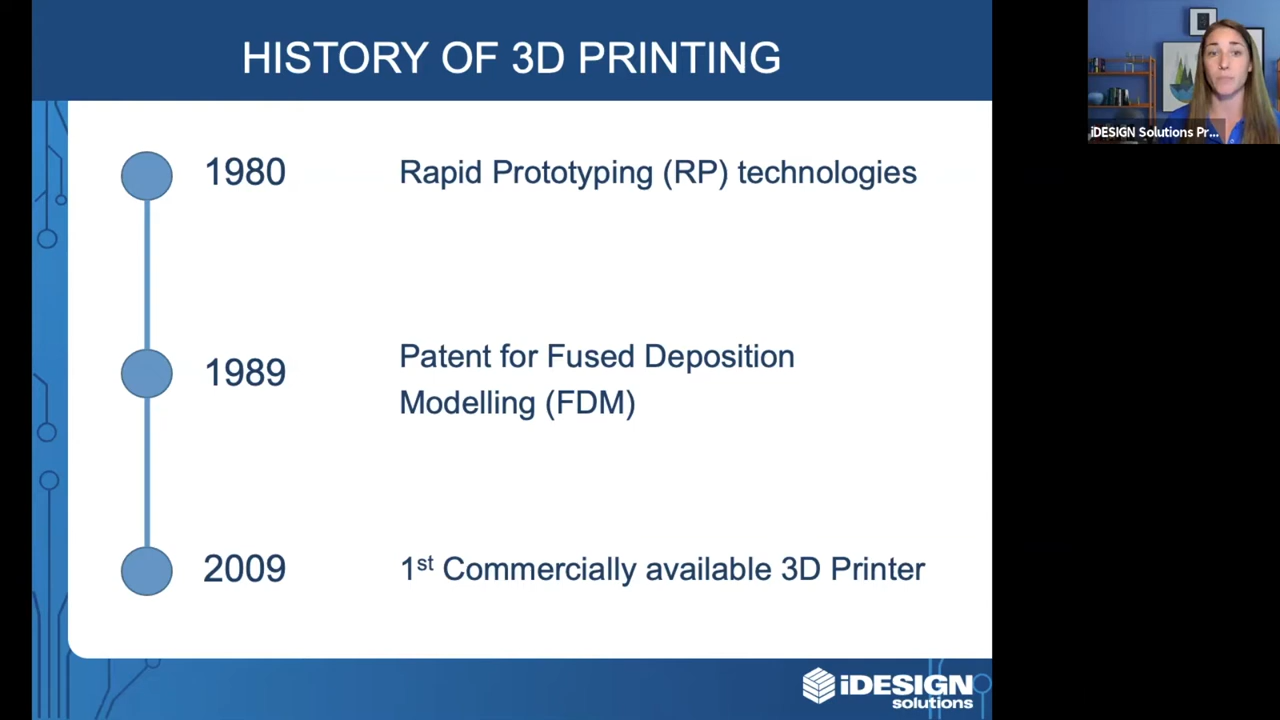 HISTORY OF 3D PRINTING
1980
Rapid Prototyping (RP) technologies
1989
Patent for Fused Deposition
Modelling (FDM)
2009
1st Commercially available 3D Printer
iDESIGN
solutions
iDESIGN Solutions Pr...